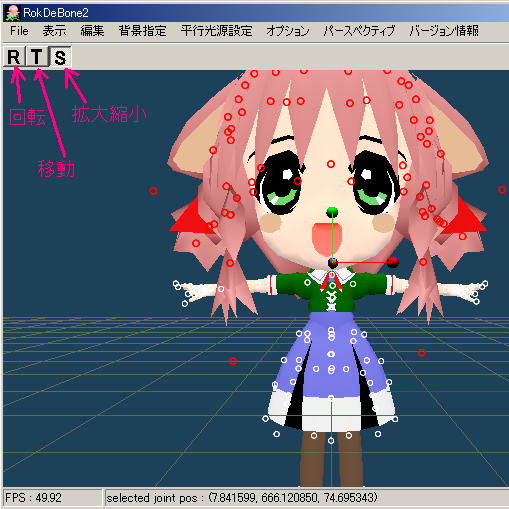 RokDeBone2
File 表示 編集 背景指定 平行光源設定 オプション パースペクティブ バージョン情報
R T S
回転
移動
拡大縮小
FPS : 49.92
selected joint pos : (7.841599, 666.120850, 74.695343)